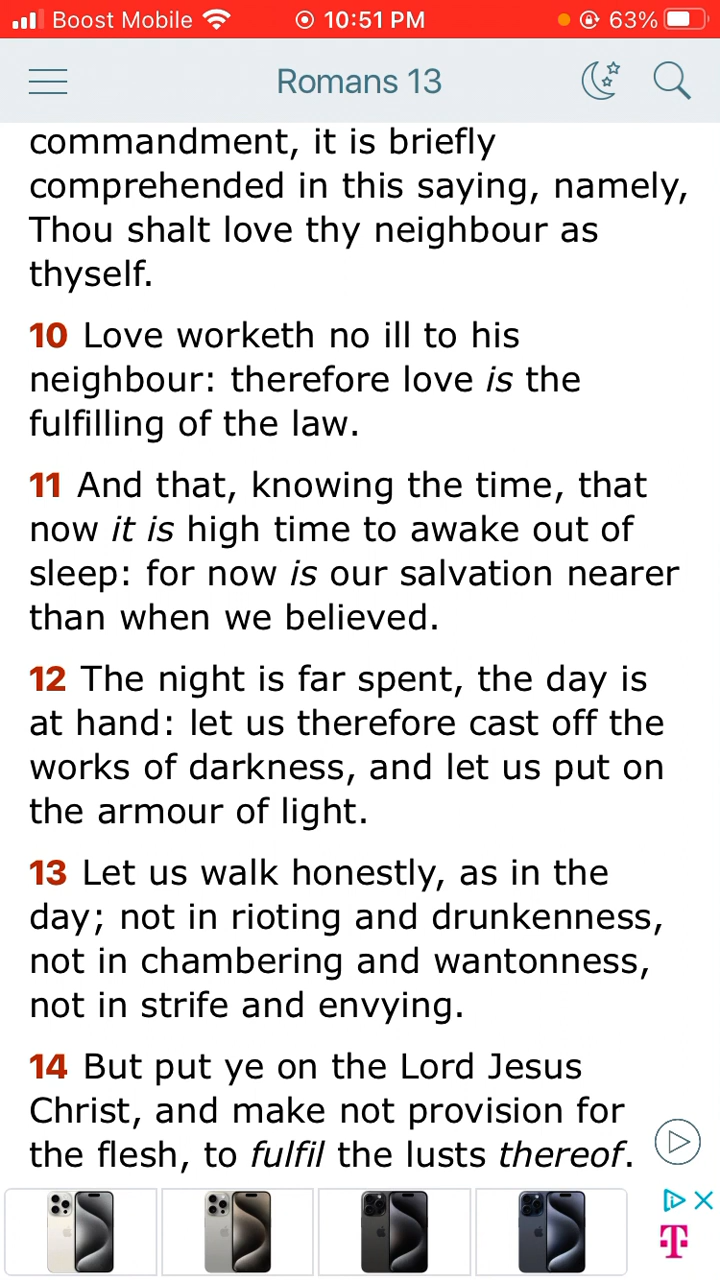 Boost Mobile 10:51 PM 63%
Romans 13
commandment, it is briefly
comprehended in this saying, namely,
Thou shalt love thy neighbour as
thyself.
10 Love worketh no ill to his
neighbour: therefore love is the
fulfilling of the law.
11 And that, knowing the time, that
now it is high time to awake out of
sleep: for now is our salvation nearer
than when we believed.
12 The night is far spent, the day is
at hand: let us therefore cast off the
works of darkness, and let us put on
the armour of light.
13 Let us walk honestly, as in the
day; not in rioting and drunkenness,
not in chambering and wantonness,
not in strife and envying.
14 But put ye on the Lord Jesus
Christ, and make not provision for
the flesh, to fulfil the lusts thereof.
T